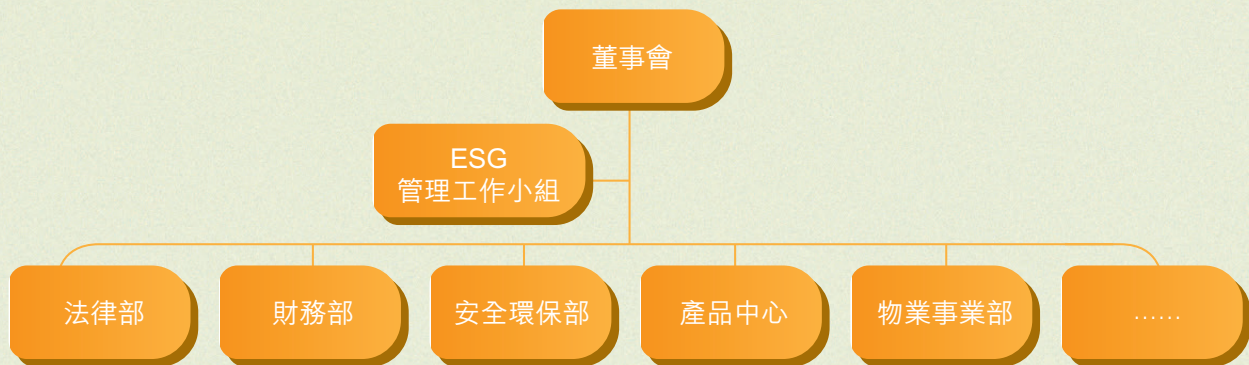 董事會
ESG
管理工作小組
法律部
財務部
安全環保部
產品中心
物業事業部
……